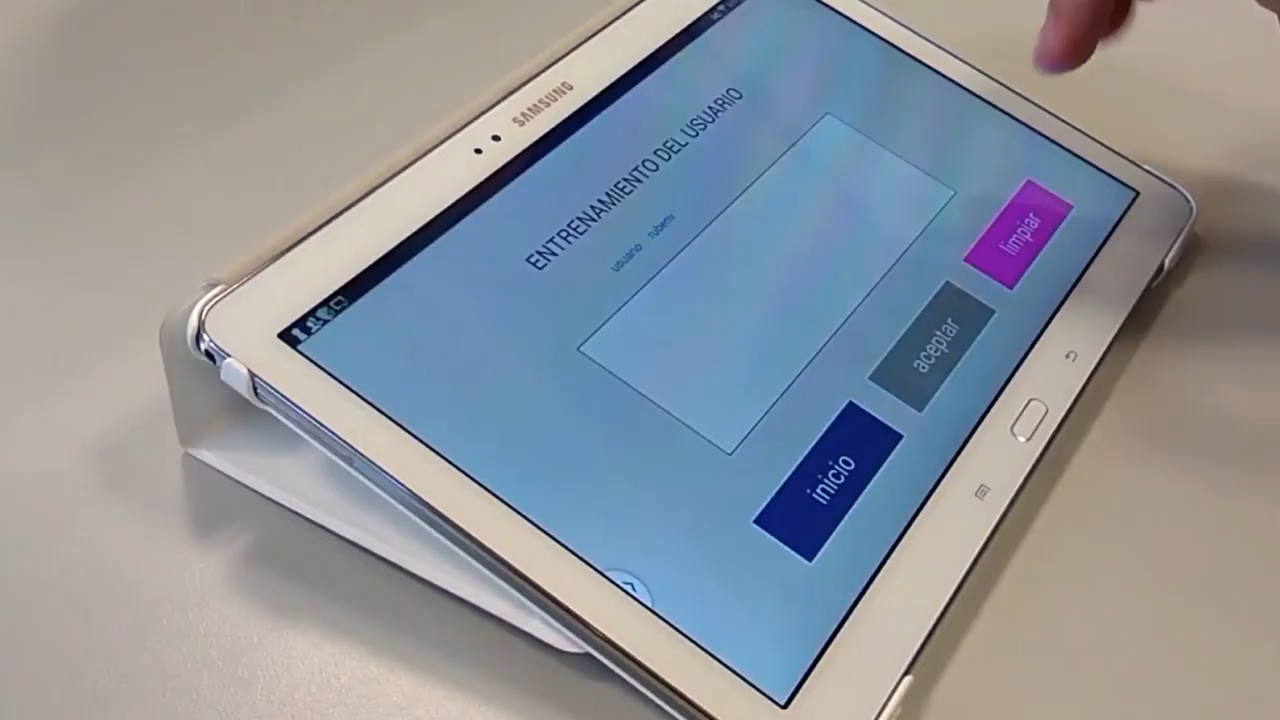 SAMSUNG
ENTRENAMIENTO DEL USUARIO
usuario rubenv
inicio
aceptar
limpiar